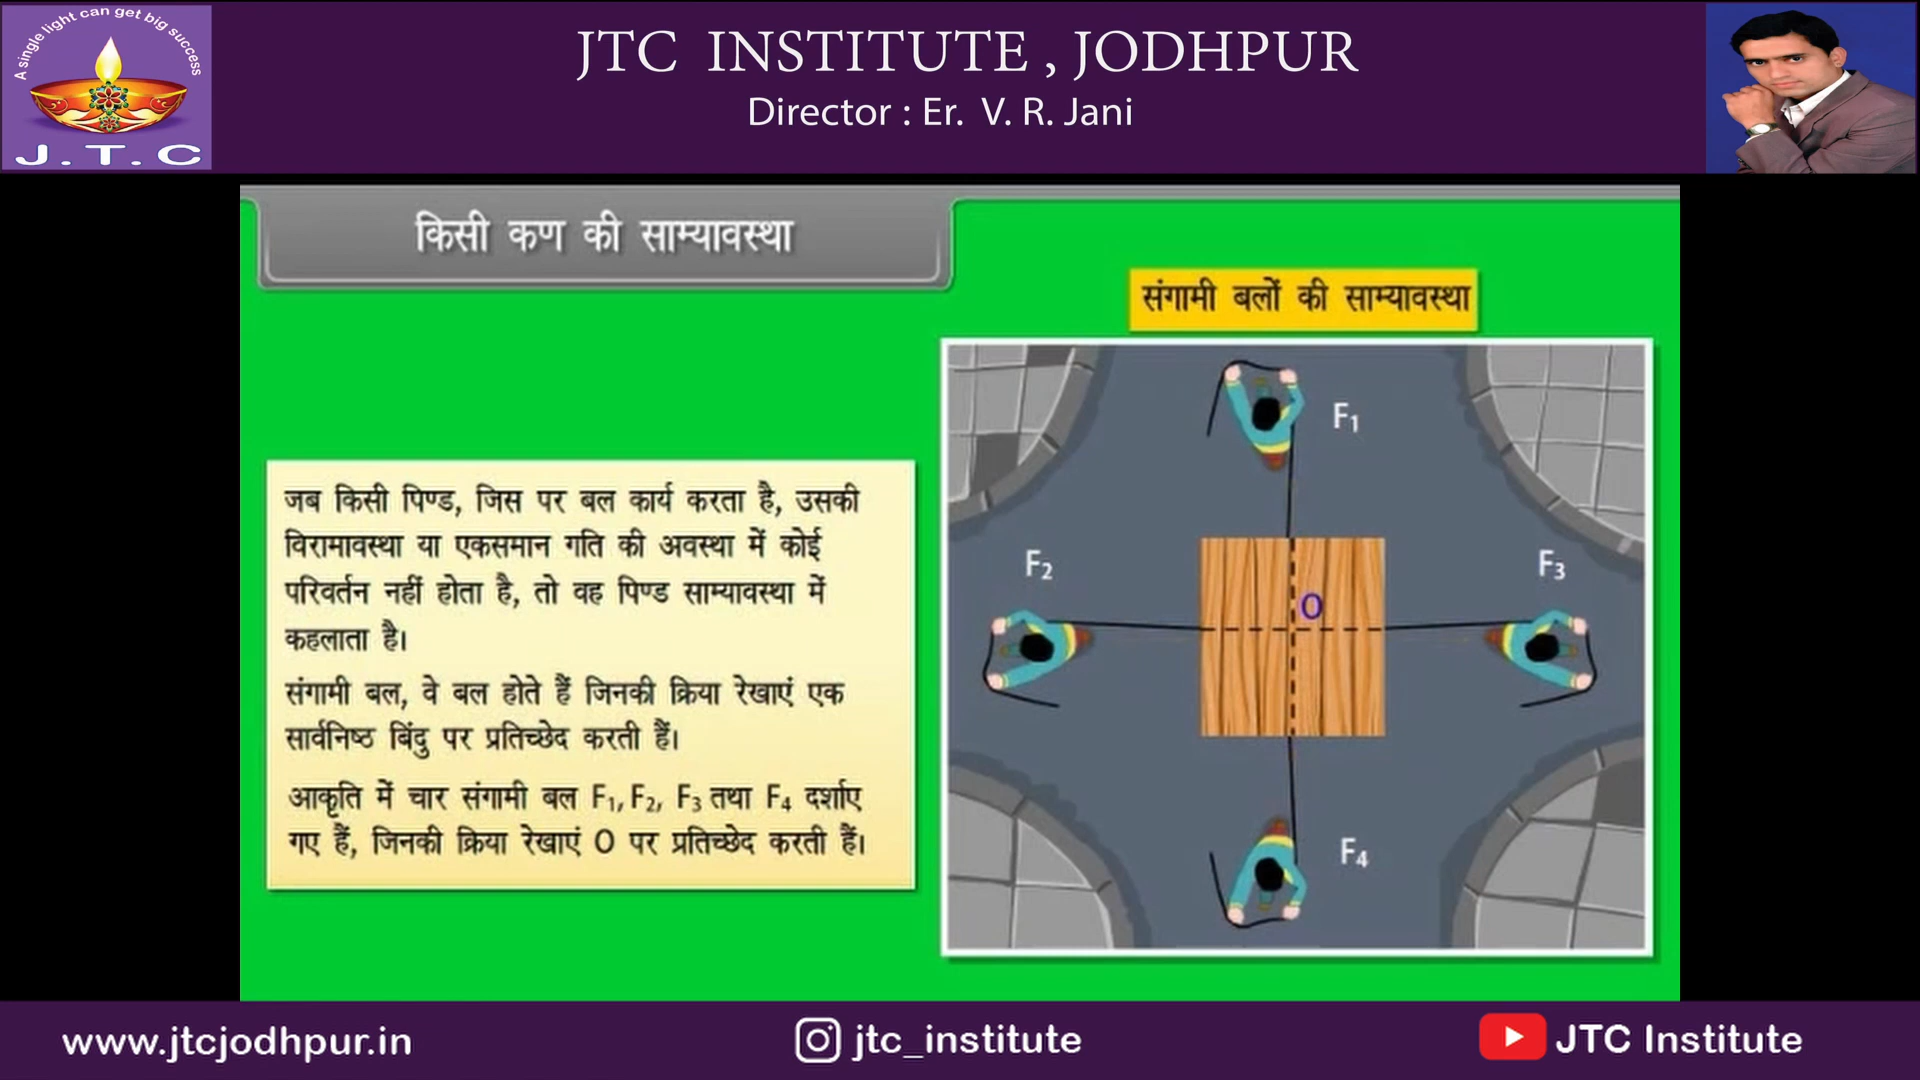 A single light can get big success
J.T.C
JTC INSTITUTE , JODHPUR
Director : Er. V. R. Jani
किसी कण की साम्यावस्था
संगामी बलों की साम्यावस्था
जब किसी पिण्ड, जिस पर बल कार्य करता है, उसकी
विरामावस्था या एकसमान गति की अवस्था में कोई
परिवर्तन नहीं होता है, तो वह पिण्ड साम्यावस्था में
कहलाता है।
संगामी बल, वे बल होते हैं जिनकी क्रिया रेखाएं एक
सार्वनिष्ठ बिंदु पर प्रतिच्छेद करती हैं।
आकृति में चार संगामी बल F₁, F₂, F₃ तथा F₄ दर्शाए
गए हैं, जिनकी क्रिया रेखाएं O पर प्रतिच्छेद करती हैं।
F₁
F₂
F₃
O
F₄
www.jtcjodhpur.in
jtc_institute
JTC Institute